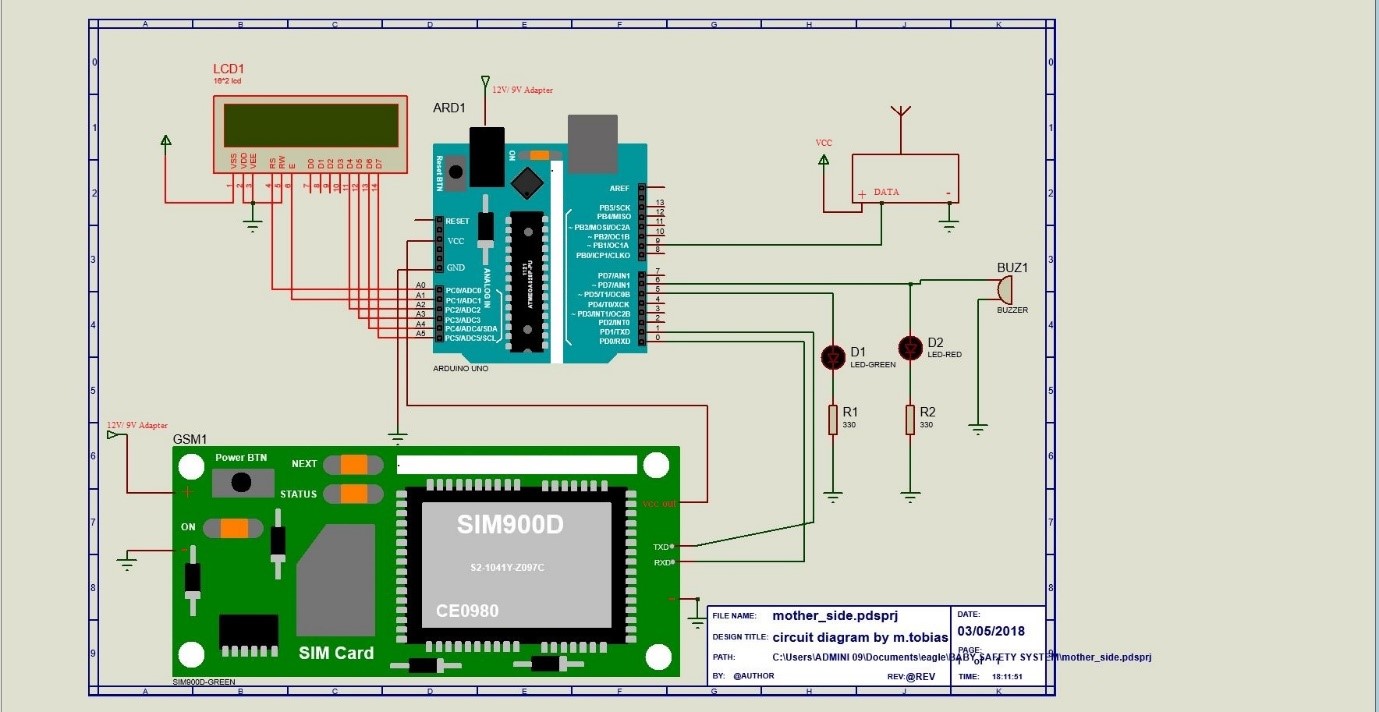 A B C D E F G H J K
LCD1
16*2 lcd
VSS VDD VEE RS RW E D0 D1 D2 D3 D4 D5 D6 D7
1 2 3 4 5 6 7 8 9 10 11 12 13 14
12V/ 9V Adapter
ARD1
Reset BTN
ON
RESET
VCC
GND
ANALOG IN
A0 PC0/ADC0
A1 PC1/ADC1
A2 PC2/ADC2
A3 PC3/ADC3
A4 PC4/ADC4/SDA
A5 PC5/ADC5/SCL
ARDUINO UNO
AREF
PB5/SCK 13
PB4/MISO 12
~ PB3/MOSI/OC2A 11
~ PB2/OC1B 10
~ PB1/OC1A 9
PB0/ICP1/CLKO 8
PD7/AIN1 7
~ PD7/AIN1 6
~ PD5/T1/OC0B 5
PD4/T0/XCK 4
~ PD3/INT1/OC2B 3
PD2/INT0 2
PD1/TXD 1
PD0/RXD 0
VCC
+ DATA -
BUZ1
BUZZER
D1
LED-GREEN
D2
LED-RED
R1
330
R2
330
12V/ 9V Adapter
GSM1
Power BTN
NEXT
STATUS
ON
+
-
SIM900D
S2-1041Y-Z097C
CE0980
SIM Card
VCC OUT
TXD
RXD
-
SIM900D-GREEN
0 1 2 3 4 5 6 7 8 9
0 1 2 3 4 5 6 7 8 9
FILE NAME: mother_side.pdsprj
DESIGN TITLE: circuit diagram by m.tobias
PATH: C:\Users\ADMINI 09\Documents\eagle\BABY SAFETY SYSTEM\mother_side.pdsprj
BY: @AUTHOR REV:@REV
DATE:
03/05/2018
PAGE:
1 of 1
TIME: 18:11:51
A B C D E F G H J K